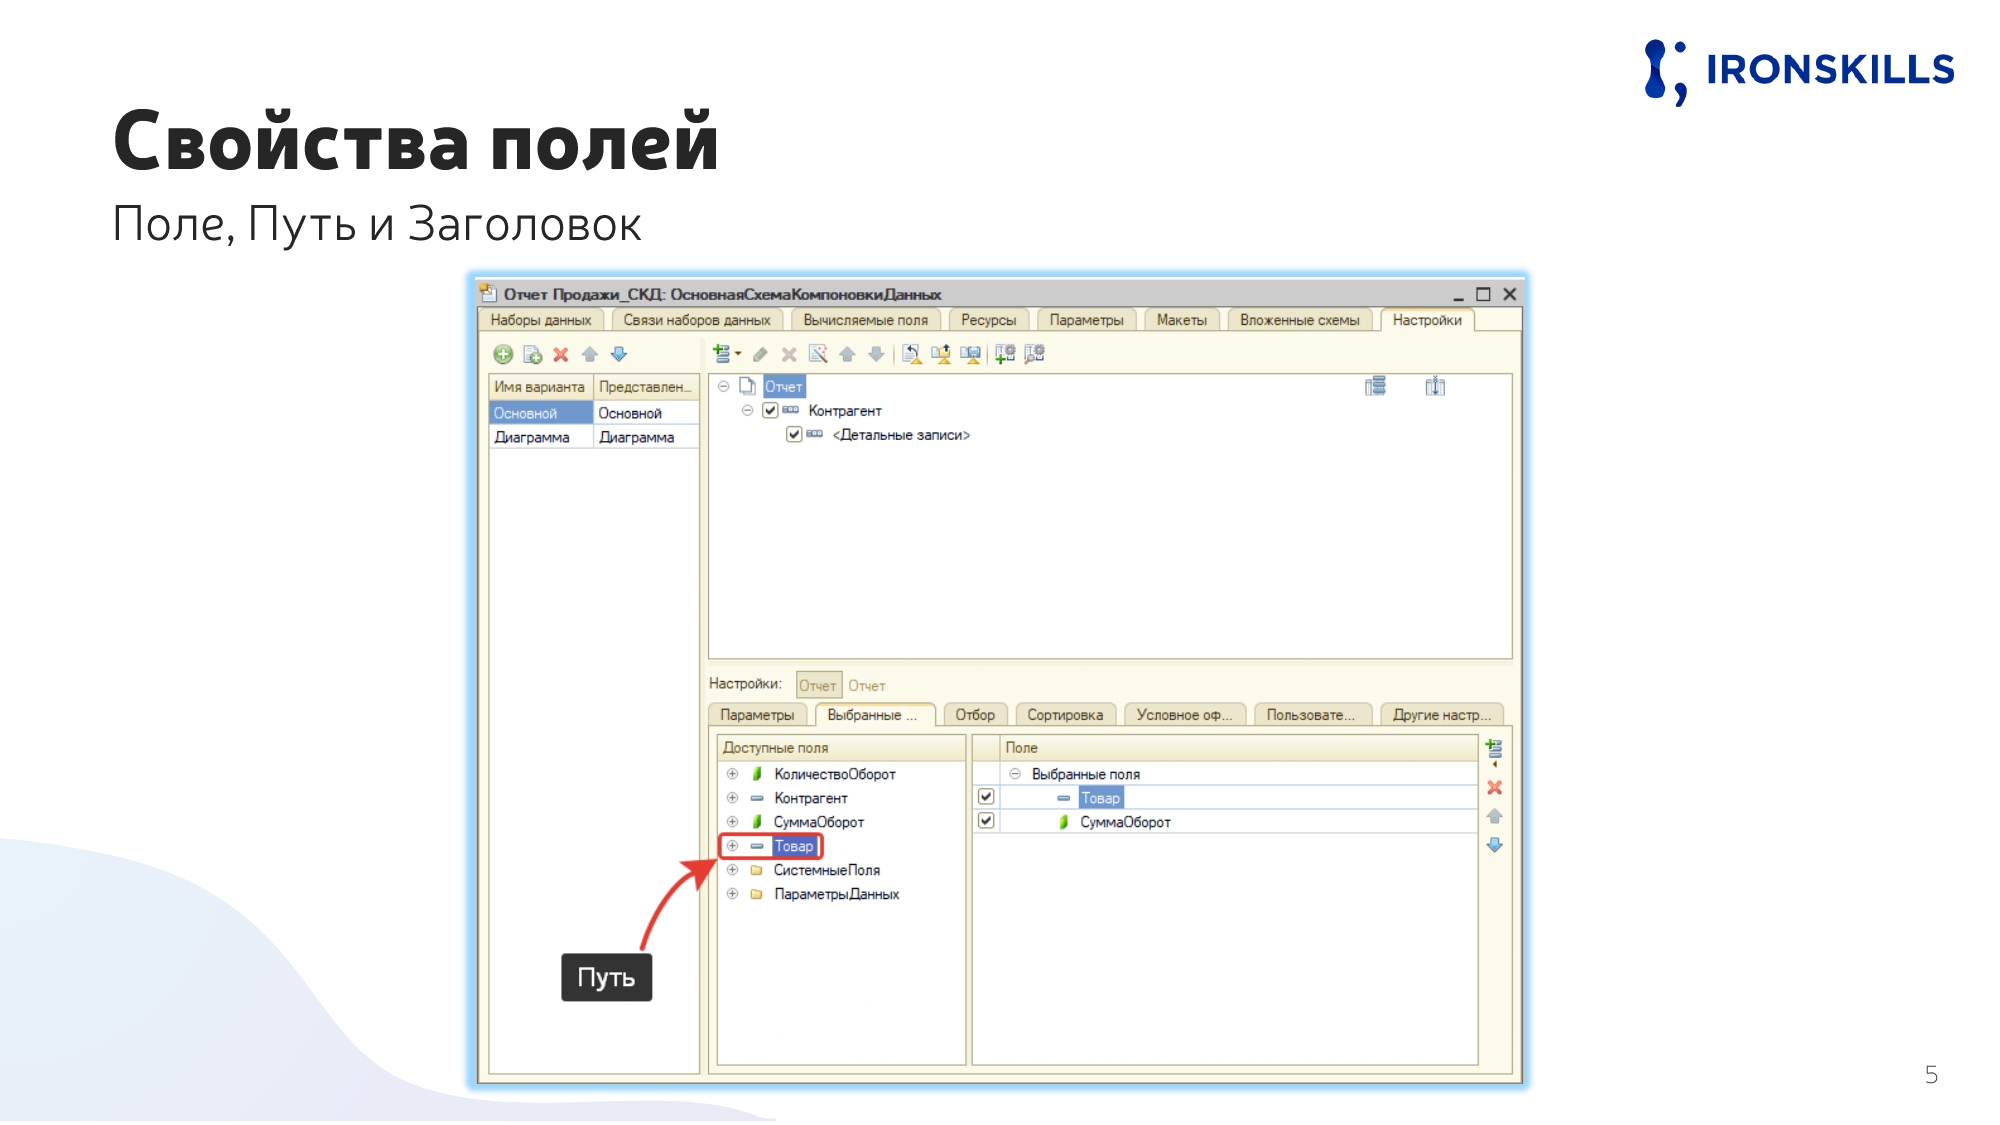 IRONSKILLS
Свойства полей
Поле, Путь и Заголовок
Отчет Продажи_СКД: ОсновнаяСхемаКомпоновкиДанных
Наборы данных Связи наборов данных Вычисляемые поля Ресурсы Параметры Макеты Вложенные схемы Настройки
Имя варианта Представлен...
Основной Основной
Диаграмма Диаграмма
Отчет
Контрагент
<Детальные записи>
Настройки: Отчет Отчет
Параметры Выбранные ... Отбор Сортировка Условное оф... Пользовате... Другие настр...
Доступные поля
КоличествоОборот
Контрагент
СуммаОборот
Товар
СистемныеПоля
ПараметрыДанных
Поле
Выбранные поля
Товар
СуммаОборот
Путь
5